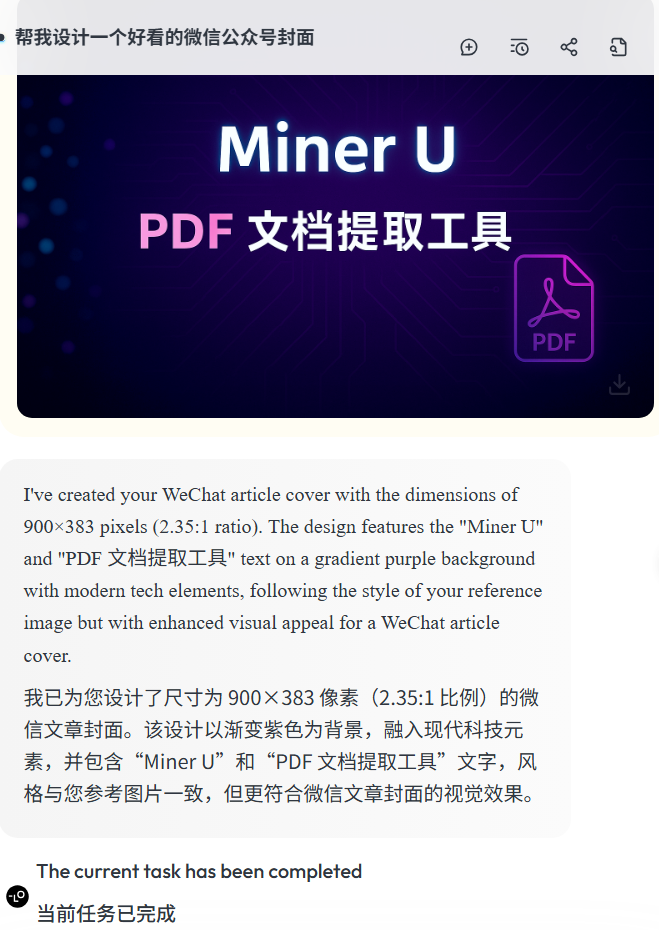 帮我设计一个好看的微信公众号封面
Miner U
PDF 文档提取工具
PDF
I've created your WeChat article cover with the dimensions of
900×383 pixels (2.35:1 ratio). The design features the "Miner U"
and "PDF 文档提取工具" text on a gradient purple background
with modern tech elements, following the style of your reference
image but with enhanced visual appeal for a WeChat article
cover.
我已为您设计了尺寸为 900×383 像素（2.35:1 比例）的微
信文章封面。该设计以渐变紫色为背景，融入现代科技元
素，并包含“Miner U”和“PDF 文档提取工具”文字，风
格与您参考图片一致，但更符合微信文章封面的视觉效果。
The current task has been completed
当前任务已完成